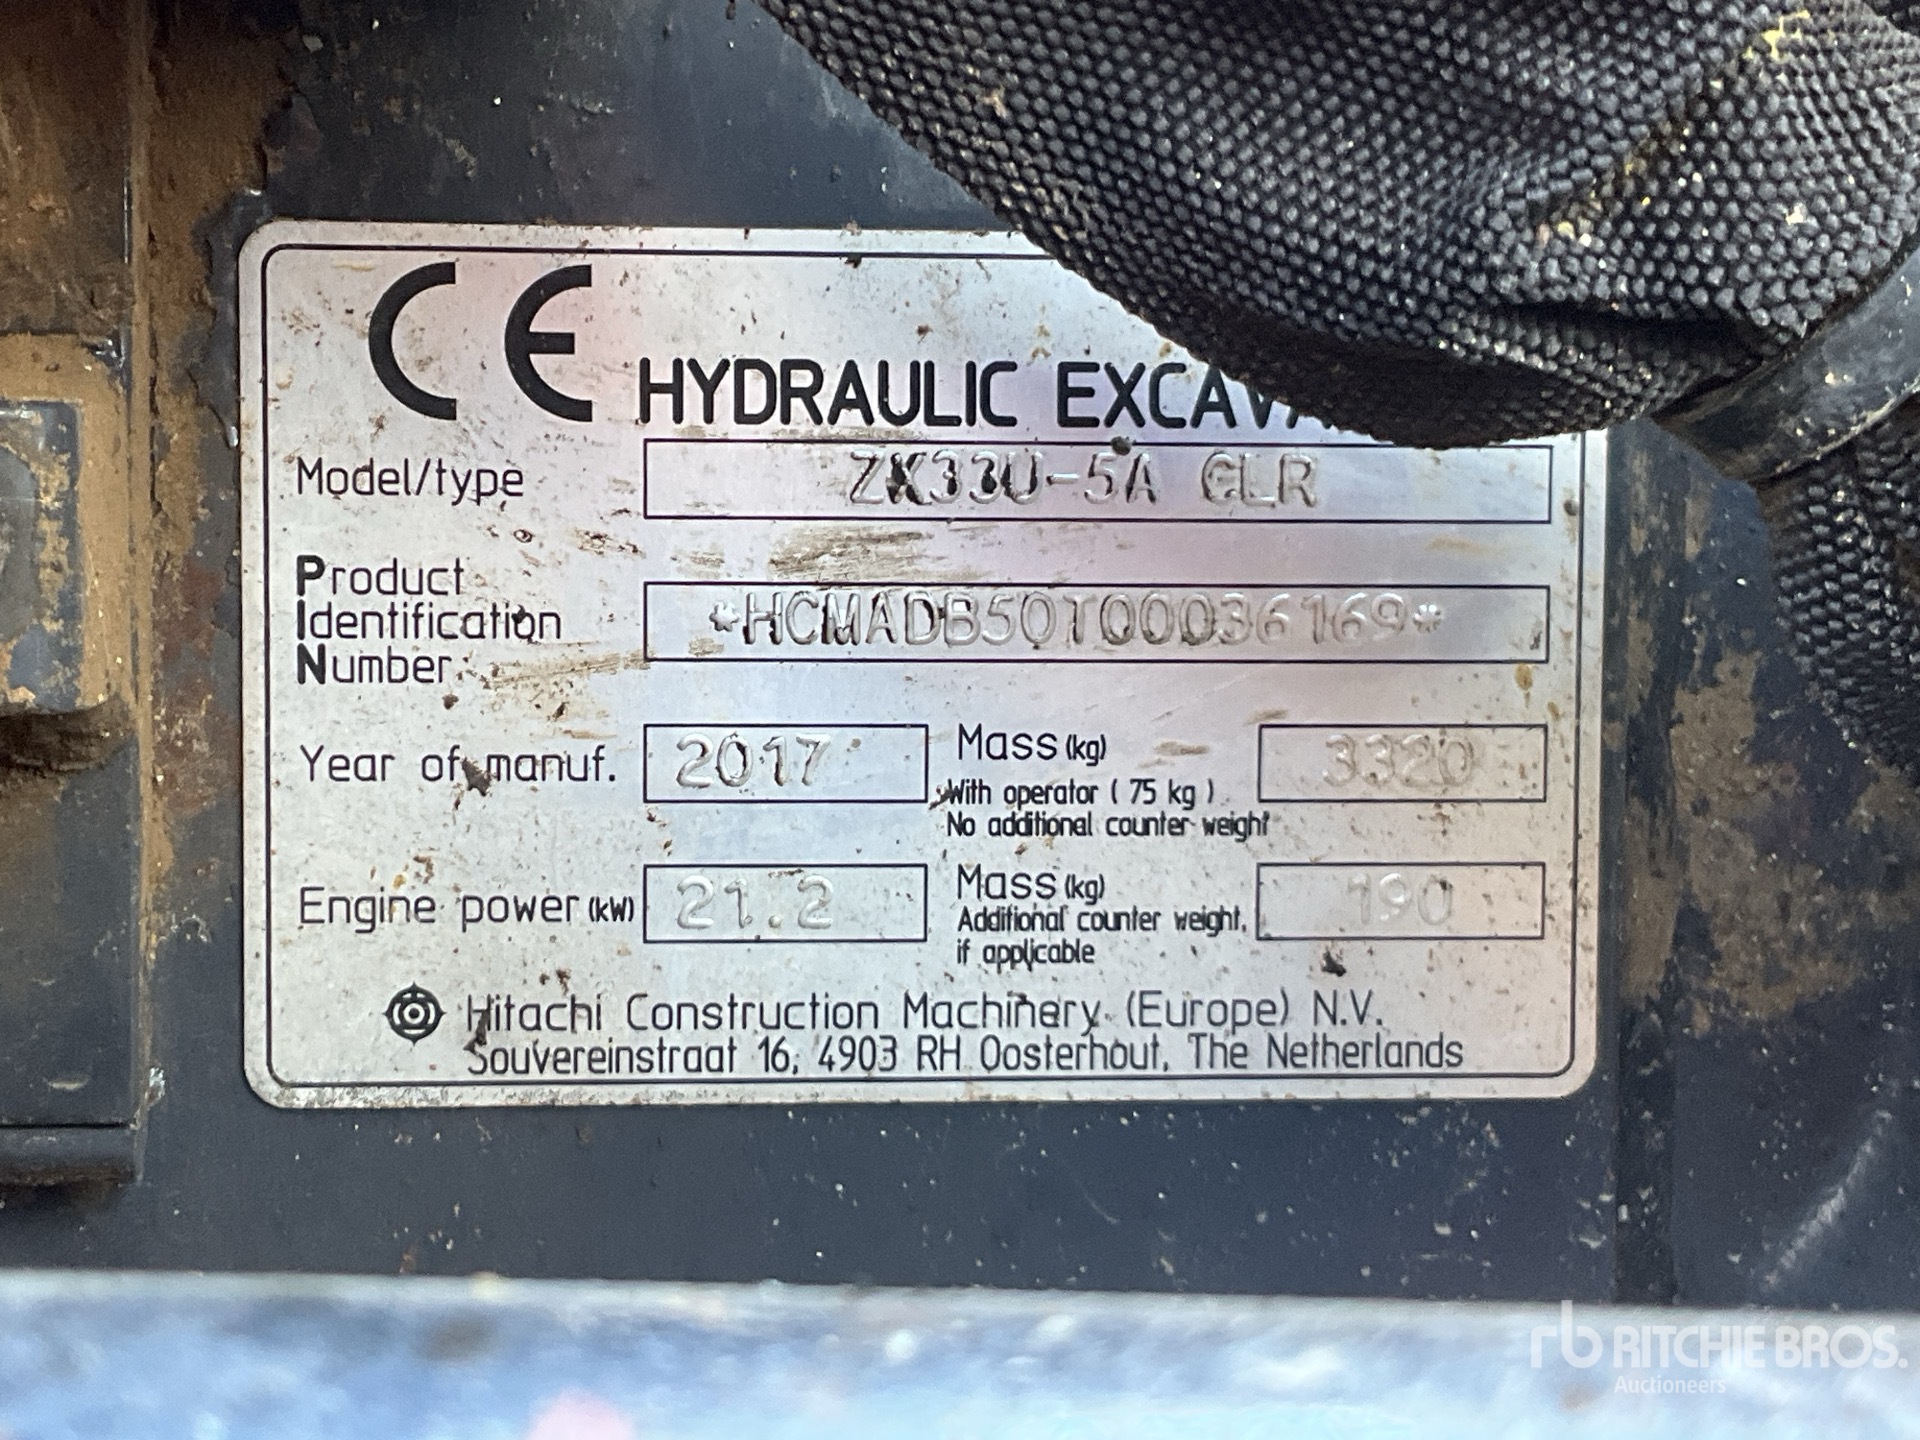 CE HYDRAULIC EXCAVA
Model/type ZX33U-5A CLR
Product
Identification
Number *HCMADB50T00036169*
Year of manuf. 2017 Mass (kg) 3320
With operator ( 75 kg )
No additional counter weight
Engine power (kW) 21.2 Mass (kg) 190
Additional counter weight,
if applicable
Hitachi Construction Machinery (Europe) N.V.
Souvereinstraat 16, 4903 RH Oosterhout, The Netherlands
rb RITCHIE BROS.
Auctioneers